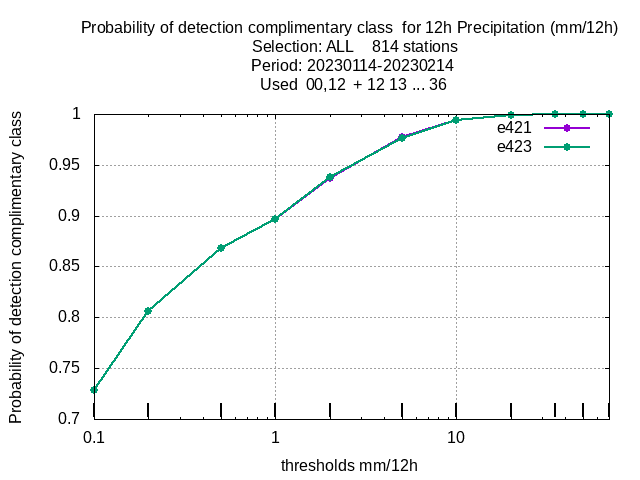 Probability of detection complimentary class  for 12h Precipitation (mm/12h)
Selection: ALL    814 stations
Period: 20230114-20230214
Used  00,12  + 12 13 ... 36
Probability of detection complimentary class
1
0.95
0.9
0.85
0.8
0.75
0.7
e421
e423
0.1
1
10
thresholds mm/12h